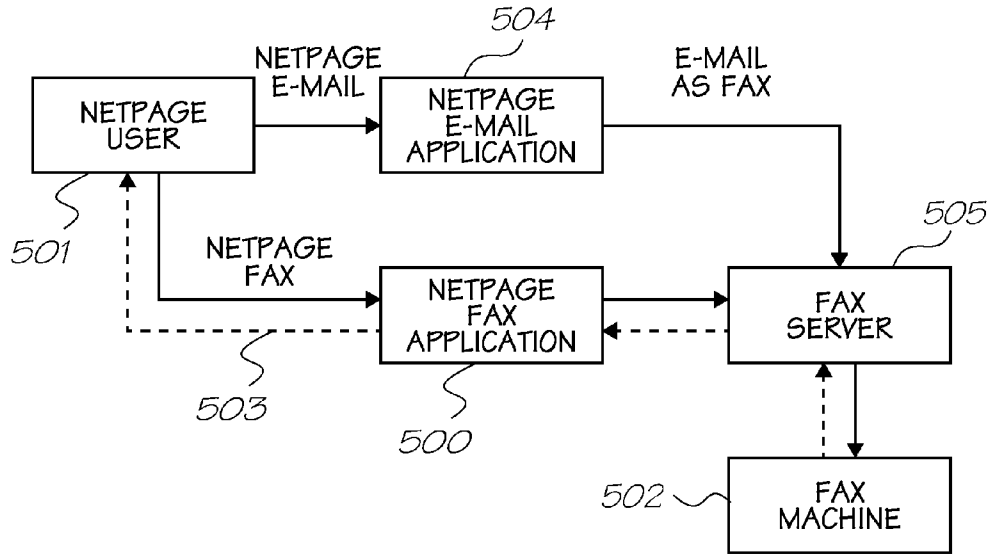 504
NETPAGE
E-MAIL
E-MAIL
AS FAX
NETPAGE
USER
NETPAGE
E-MAIL
APPLICATION
501
505
NETPAGE
FAX
NETPAGE
FAX
APPLICATION
FAX
SERVER
503
500
502
FAX
MACHINE